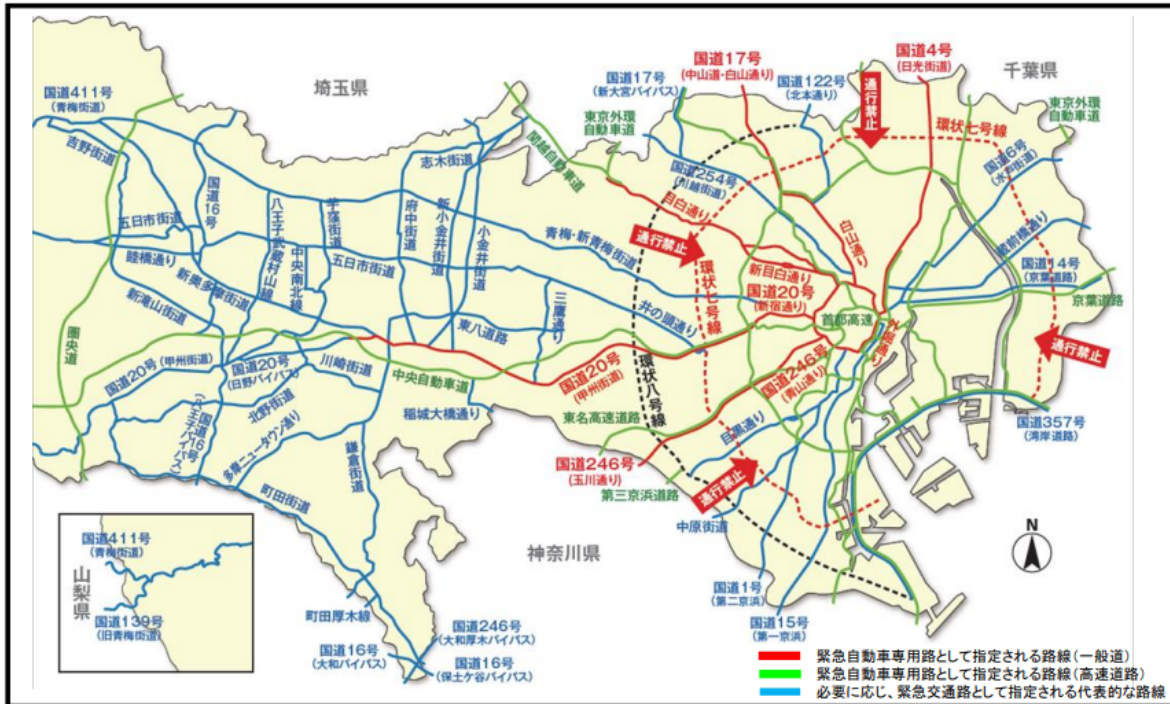 国道4号
(日光街道)
国道17号
(中山道・白山通り)
国道17号
(新大宮バイパス)
国道122号
(北本通り)
千葉県
埼玉県
国道411号
(青梅街道)
通行禁止
東京外環
自動車道
東京外環
自動車道
環状七号線
関越自動車道
吉野街道
志木街道
国道6号
(水戸街道)
国道254号
(川越街道)
国道16号
八王子武蔵村山線
芋窪街道
府中街道
新小金井街道
小金井街道
目白通り
白山通り
蔵前橋通り
五日市街道
中央南北線
青梅・新青梅街道
通行禁止
睦橋通り
新奥多摩街道
五日市街道
環状七号線
新目白通り
国道14号
(京葉道路)
国道20号
(新宿通り)
京葉道路
新滝山街道
三鷹通り
井の頭通り
首都高速
外堀通り
東八道路
通行禁止
圏央道
国道20号(甲州街道)
国道20号
(日野バイパス)
川崎街道
中央自動車道
国道20号
(甲州街道)
環状八号線
国道246号
(青山通り)
国道16号
(八王子バイパス)
北野街道
稲城大橋通り
東名高速道路
目黒通り
国道357号
(湾岸道路)
多摩ニュータウン通り
鎌倉街道
国道246号
(玉川通り)
通行禁止
町田街道
第三京浜道路
中原街道
国道411号
(青梅街道)
山梨県
国道139号
(旧青梅街道)
神奈川県
N
国道1号
(第二京浜)
町田厚木線
国道15号
(第一京浜)
国道246号
(大和厚木バイパス)
国道16号
(大和バイパス)
国道16号
(保土ケ谷バイパス)
緊急自動車専用路として指定される路線(一般道)
緊急自動車専用路として指定される路線(高速道路)
必要に応じ、緊急交通路として指定される代表的な路線